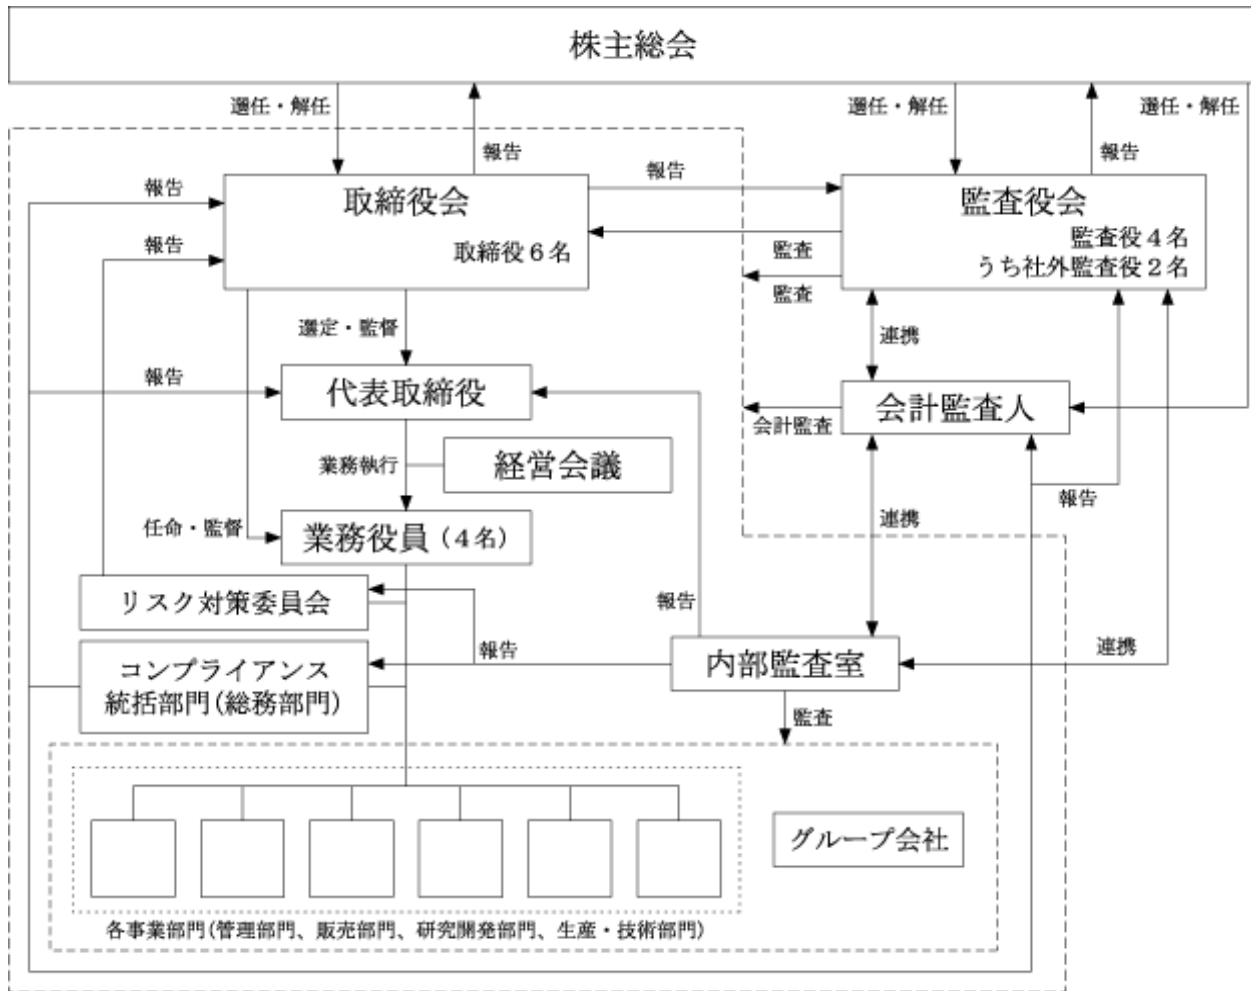 株主総会
選任・解任
報告
選任・解任
報告
選任・解任
報告
取締役会
取締役6名
報告
監査役会
監査役4名
うち社外監査役2名
報告
監査
監査
選定・監督
連携
報告
代表取締役
会計監査人
会計監査
業務執行
経営会議
報告
任命・監督
業務役員(4名)
連携
リスク対策委員会
報告
コンプライアンス
統括部門(総務部門)
報告
内部監査室
連携
監査
グループ会社
各事業部門(管理部門、販売部門、研究開発部門、生産・技術部門)